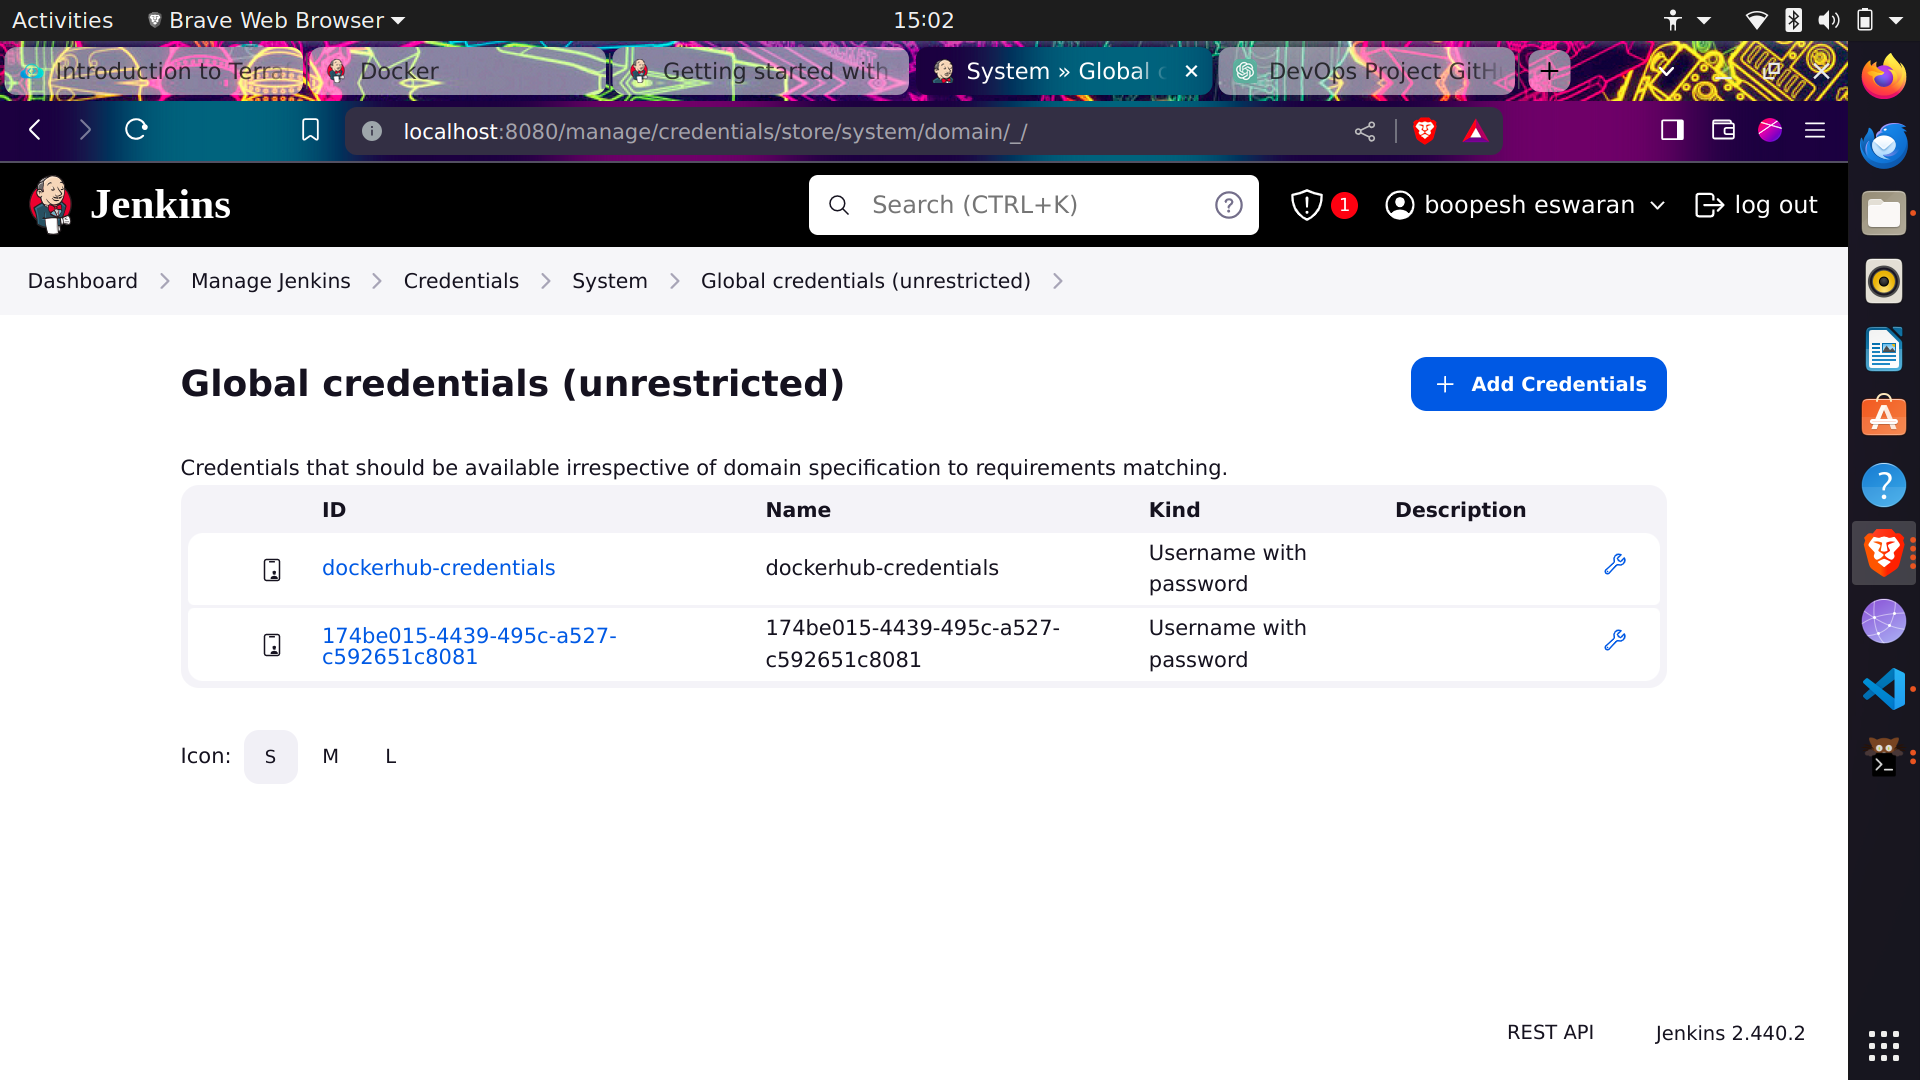 Activities
Brave Web Browser
15:02
Introduction to Terra
Docker
Getting started with
System » Global c
DevOps Project GitHu
localhost:8080/manage/credentials/store/system/domain/_/
Jenkins
Search (CTRL+K)
1
boopesh eswaran
log out
Dashboard
Manage Jenkins
Credentials
System
Global credentials (unrestricted)
Global credentials (unrestricted)
+ Add Credentials
Credentials that should be available irrespective of domain specification to requirements matching.
ID Name Kind Description
dockerhub-credentials dockerhub-credentials Username with
password
174be015-4439-495c-a527- 174be015-4439-495c-a527- Username with
c592651c8081 c592651c8081 password
Icon: S M L
REST API
Jenkins 2.440.2